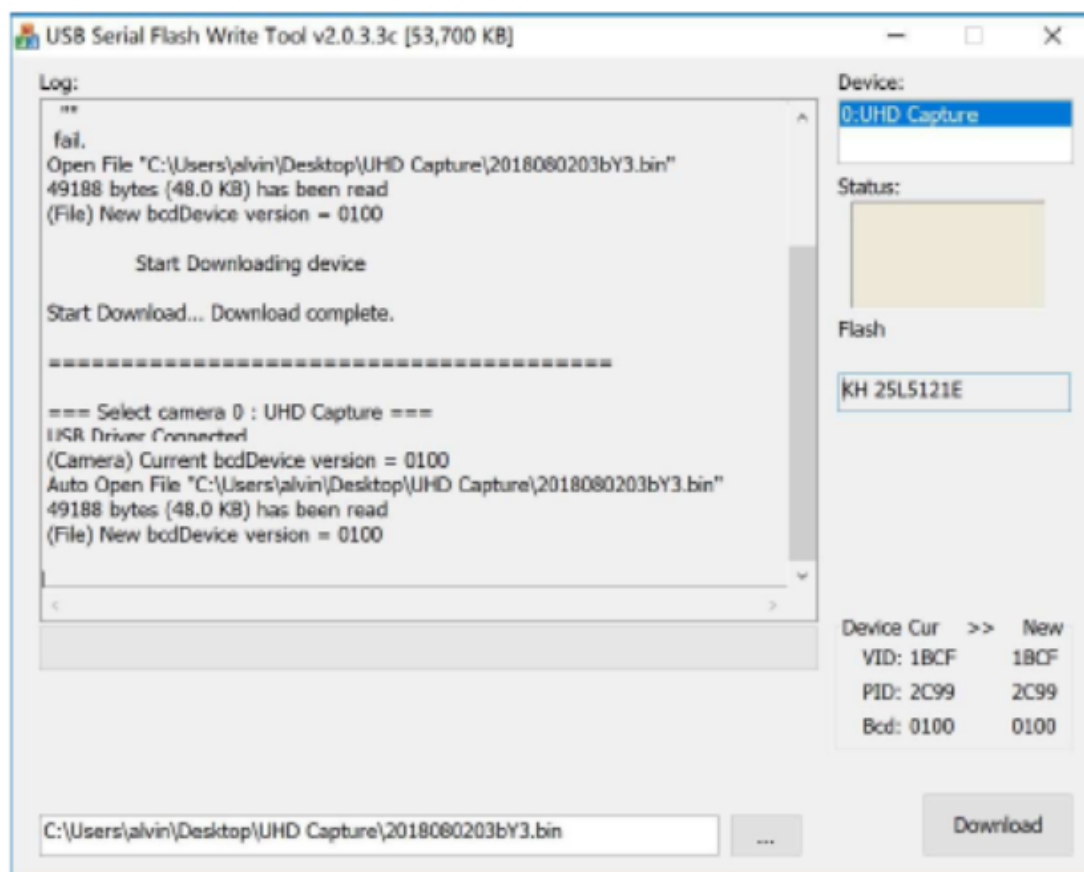 USB Serial Flash Write Tool v2.0.3.3c [53,700 KB]
Log:
""
fail.
Open File "C:\Users\alvin\Desktop\UHD Capture\2018080203bY3.bin"
49188 bytes (48.0 KB) has been read
(File) New bcdDevice version = 0100
Start Downloading device
Start Download... Download complete.
=======================================
=== Select camera 0 : UHD Capture ===
USB Driver Connected
(Camera) Current bcdDevice version = 0100
Auto Open File "C:\Users\alvin\Desktop\UHD Capture\2018080203bY3.bin"
49188 bytes (48.0 KB) has been read
(File) New bcdDevice version = 0100
Device:
0:UHD Capture
Status:
Flash
KH 25L5121E
Device Cur >> New
VID: 1BCF 1BCF
PID: 2C99 2C99
Bcd: 0100 0100
C:\Users\alvin\Desktop\UHD Capture\2018080203bY3.bin
...
Download